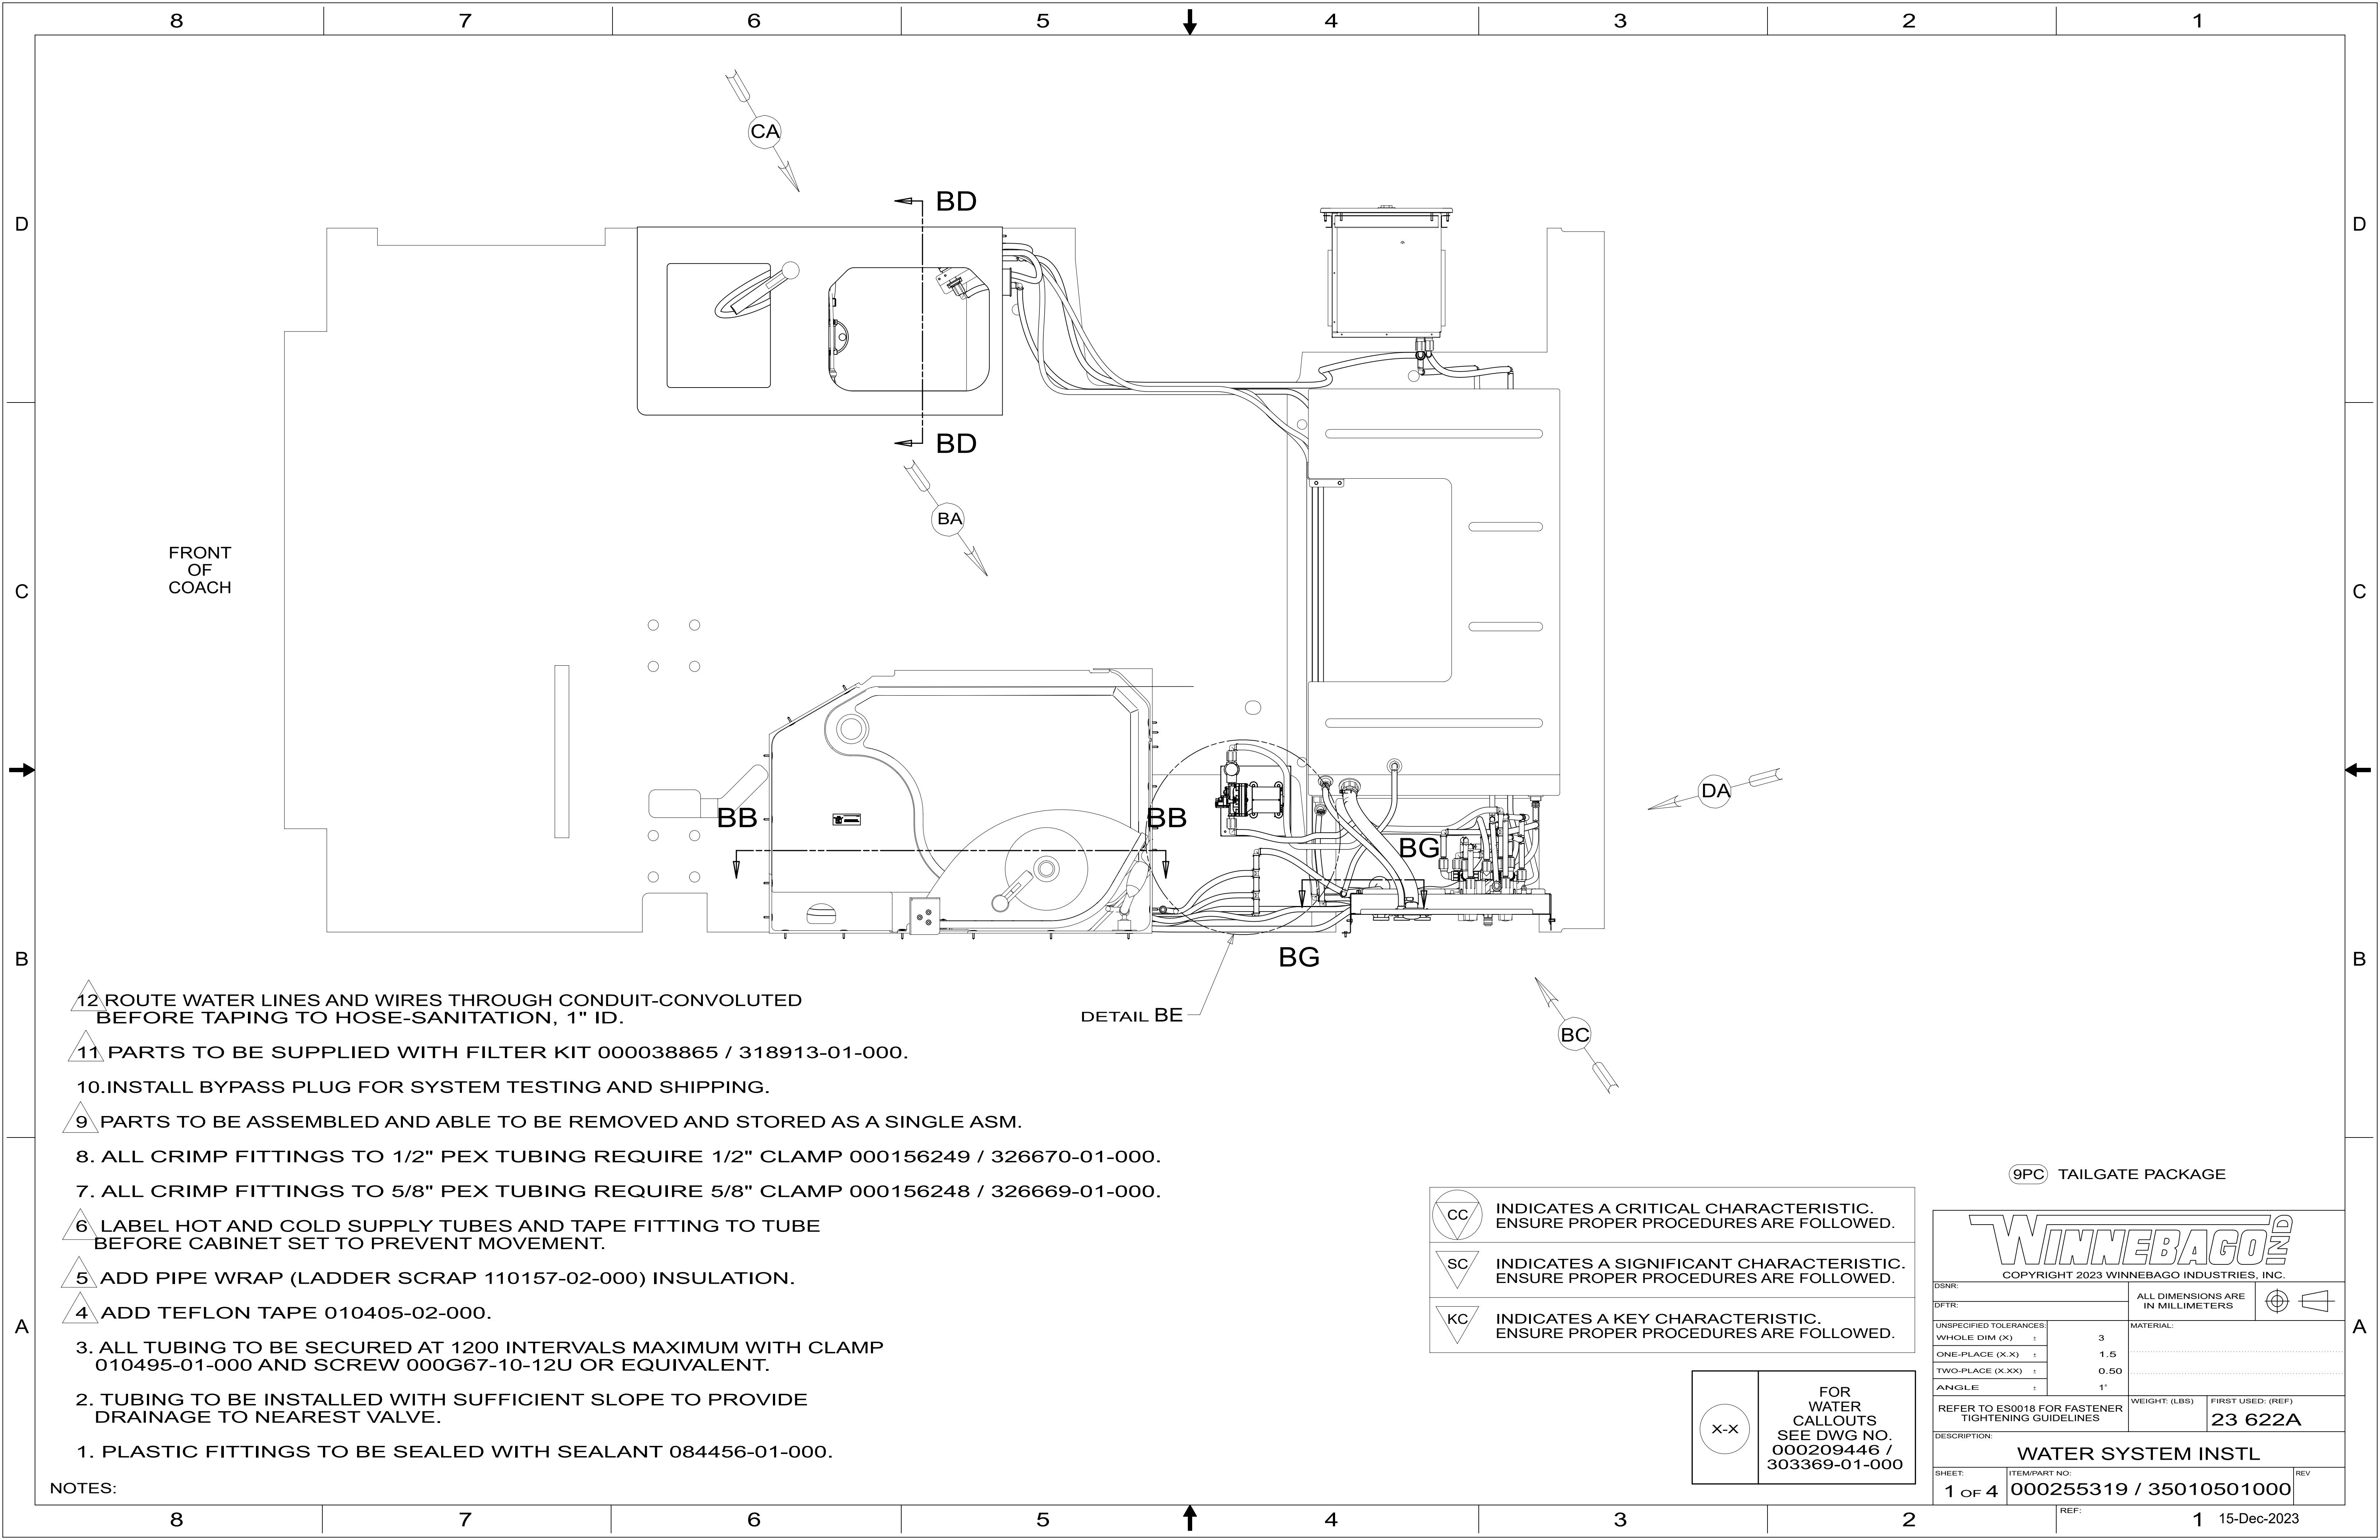 8 7 6 5 4 3 2 1
CA
BD
D D
BD
BA
FRONT
OF
COACH
C C
DA
BB BB
BG
B B
BG
DETAIL BE
BC
12 ROUTE WATER LINES AND WIRES THROUGH CONDUIT-CONVOLUTED
BEFORE TAPING TO HOSE-SANITATION, 1" ID.
11 PARTS TO BE SUPPLIED WITH FILTER KIT 000038865 / 318913-01-000.
10.INSTALL BYPASS PLUG FOR SYSTEM TESTING AND SHIPPING.
9 PARTS TO BE ASSEMBLED AND ABLE TO BE REMOVED AND STORED AS A SINGLE ASM.
8. ALL CRIMP FITTINGS TO 1/2" PEX TUBING REQUIRE 1/2" CLAMP 000156249 / 326670-01-000.
7. ALL CRIMP FITTINGS TO 5/8" PEX TUBING REQUIRE 5/8" CLAMP 000156248 / 326669-01-000.
6 LABEL HOT AND COLD SUPPLY TUBES AND TAPE FITTING TO TUBE
BEFORE CABINET SET TO PREVENT MOVEMENT.
5 ADD PIPE WRAP (LADDER SCRAP 110157-02-000) INSULATION.
4 ADD TEFLON TAPE 010405-02-000.
3. ALL TUBING TO BE SECURED AT 1200 INTERVALS MAXIMUM WITH CLAMP
010495-01-000 AND SCREW 000G67-10-12U OR EQUIVALENT.
2. TUBING TO BE INSTALLED WITH SUFFICIENT SLOPE TO PROVIDE
DRAINAGE TO NEAREST VALVE.
1. PLASTIC FITTINGS TO BE SEALED WITH SEALANT 084456-01-000.
NOTES:
A A
CC INDICATES A CRITICAL CHARACTERISTIC.
ENSURE PROPER PROCEDURES ARE FOLLOWED.
SC INDICATES A SIGNIFICANT CHARACTERISTIC.
ENSURE PROPER PROCEDURES ARE FOLLOWED.
KC INDICATES A KEY CHARACTERISTIC.
ENSURE PROPER PROCEDURES ARE FOLLOWED.
X-X
FOR
WATER
CALLOUTS
SEE DWG NO.
000209446 /
303369-01-000
9PC TAILGATE PACKAGE
WINNEBAGO IND
COPYRIGHT 2023 WINNEBAGO INDUSTRIES, INC.
DSNR:
DFTR:
ALL DIMENSIONS ARE
IN MILLIMETERS
UNSPECIFIED TOLERANCES:
WHOLE DIM (X) ± 3
ONE-PLACE (X.X) ± 1.5
TWO-PLACE (X.XX) ± 0.50
ANGLE ± 1°
MATERIAL:
REFER TO ES0018 FOR FASTENER
TIGHTENING GUIDELINES
WEIGHT: (LBS)
FIRST USED: (REF)
23 622A
DESCRIPTION:
WATER SYSTEM INSTL
SHEET:
1 OF 4
ITEM/PART NO:
000255319 / 35010501000
REV
REF:
8 7 6 5 4 3 2 1
15-Dec-2023